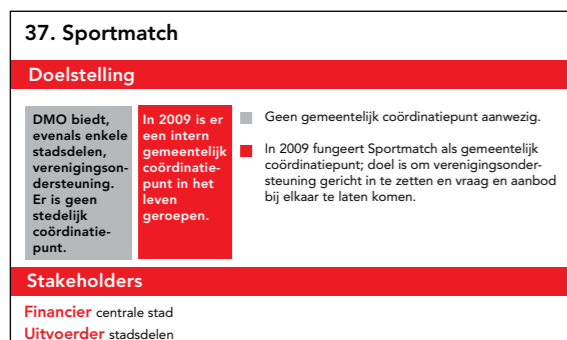 37. Sportmatch
Doelstelling
DMO biedt,
evenals enkele
stadsdelen,
verenigingson-
dersteuning.
Er is geen
stedelijk
coördinatie-
punt.
In 2009 is er
een intern
gemeentelijk
coördinatie-
punt in het
leven
geroepen.
Geen gemeentelijk coördinatiepunt aanwezig.
In 2009 fungeert Sportmatch als gemeentelijk
coördinatiepunt; doel is om verenigingsonder-
steuning gericht in te zetten en vraag en aanbod
bij elkaar te laten komen.
Stakeholders
Financier centrale stad
Uitvoerder stadsdelen